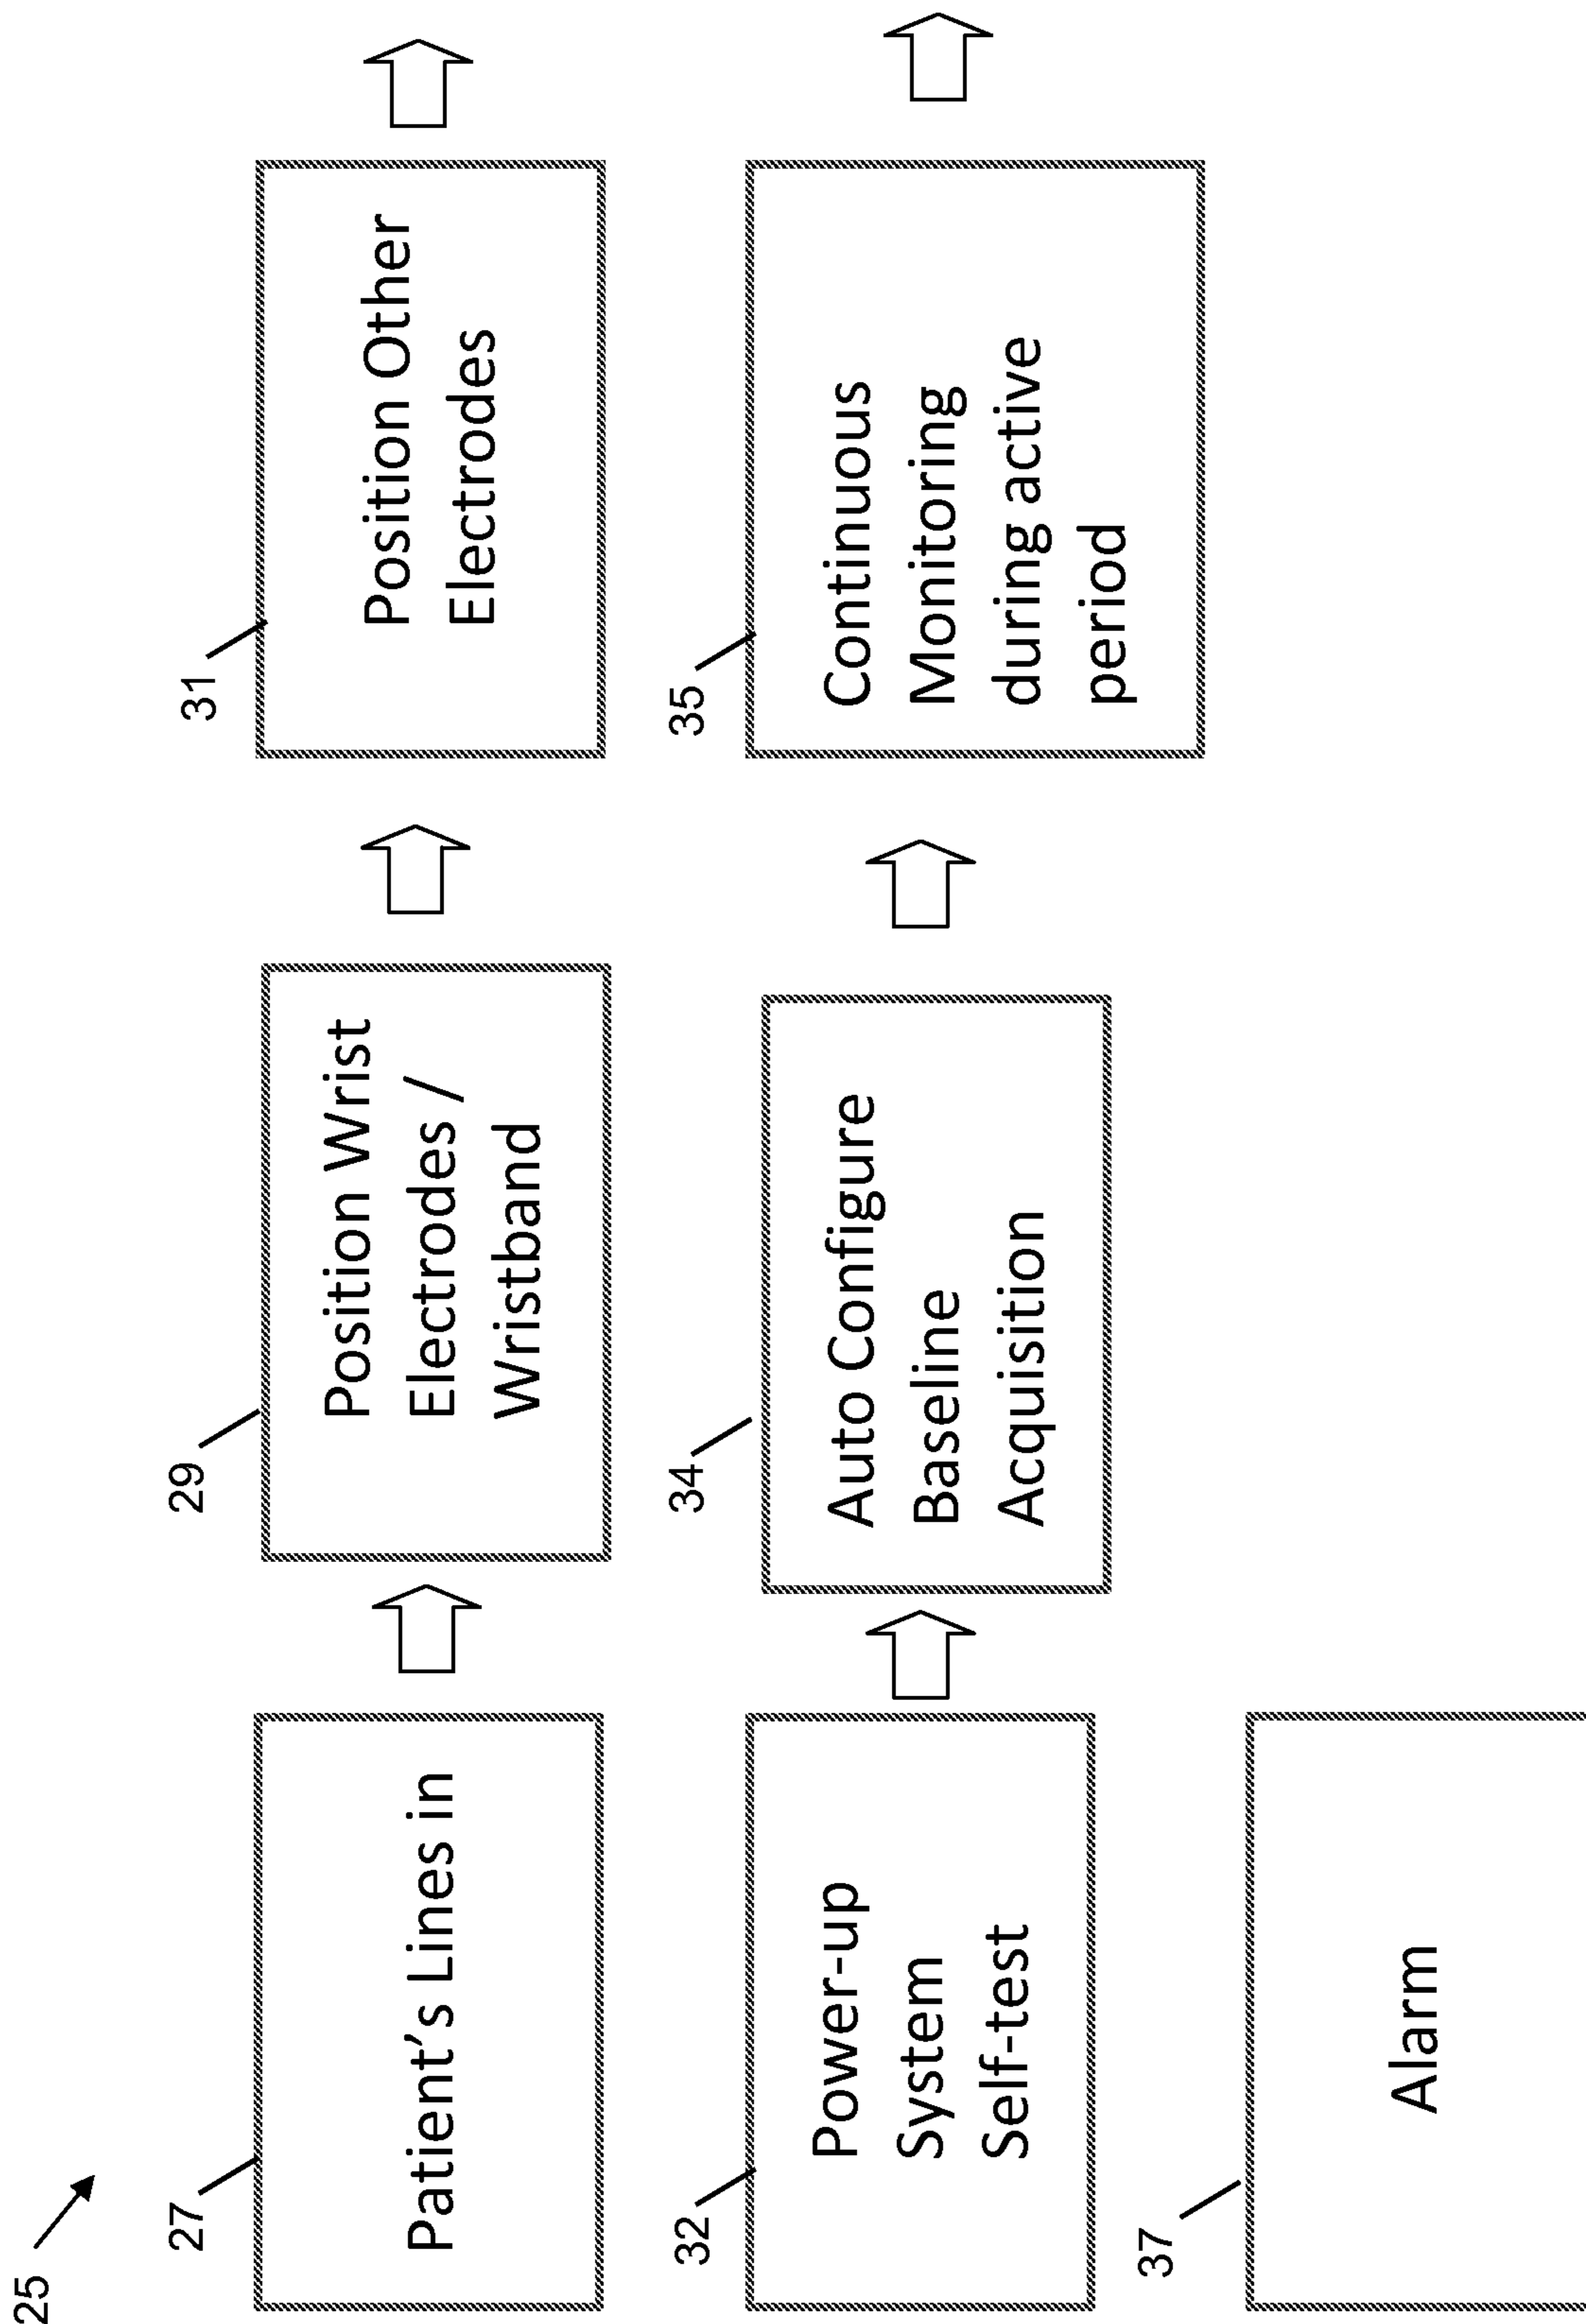 25
27
Patient's Lines in
29
Position Wrist
Electrodes /
Wristband
31
Position Other
Electrodes
32
Power-up
System
Self-test
34
Auto Configure
Baseline
Acquisition
35
Continuous
Monitoring
during active
period
37
Alarm